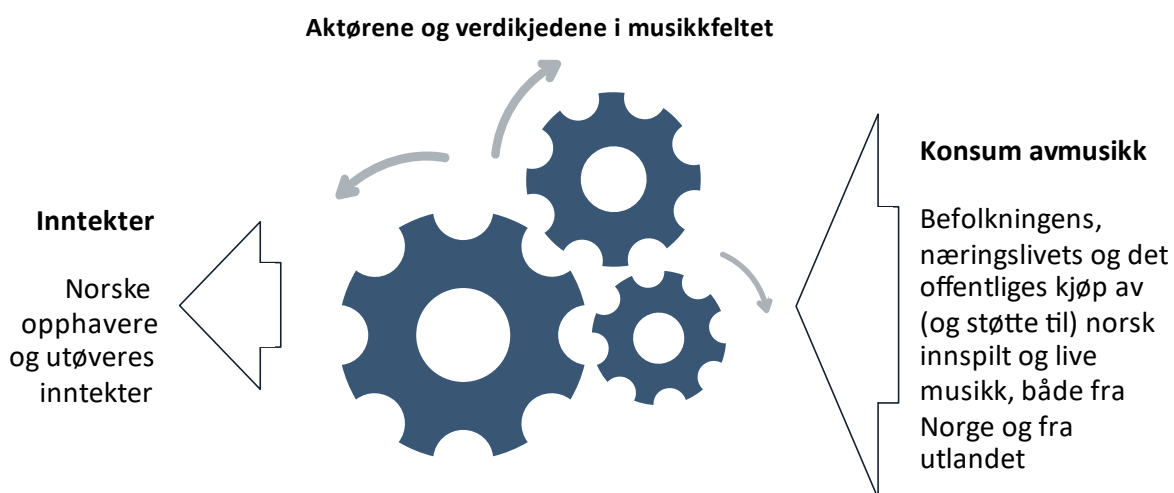 Aktørene og verdikjedene i musikkfeltet
Inntekter
Norske
opphavere
og utøveres
inntekter
Konsum avmusikk
Befolkningens,
næringslivets og det
offentliges kjøp av
(og støtte til) norsk
innspilt og live
musikk, både fra
Norge og fra
utlandet